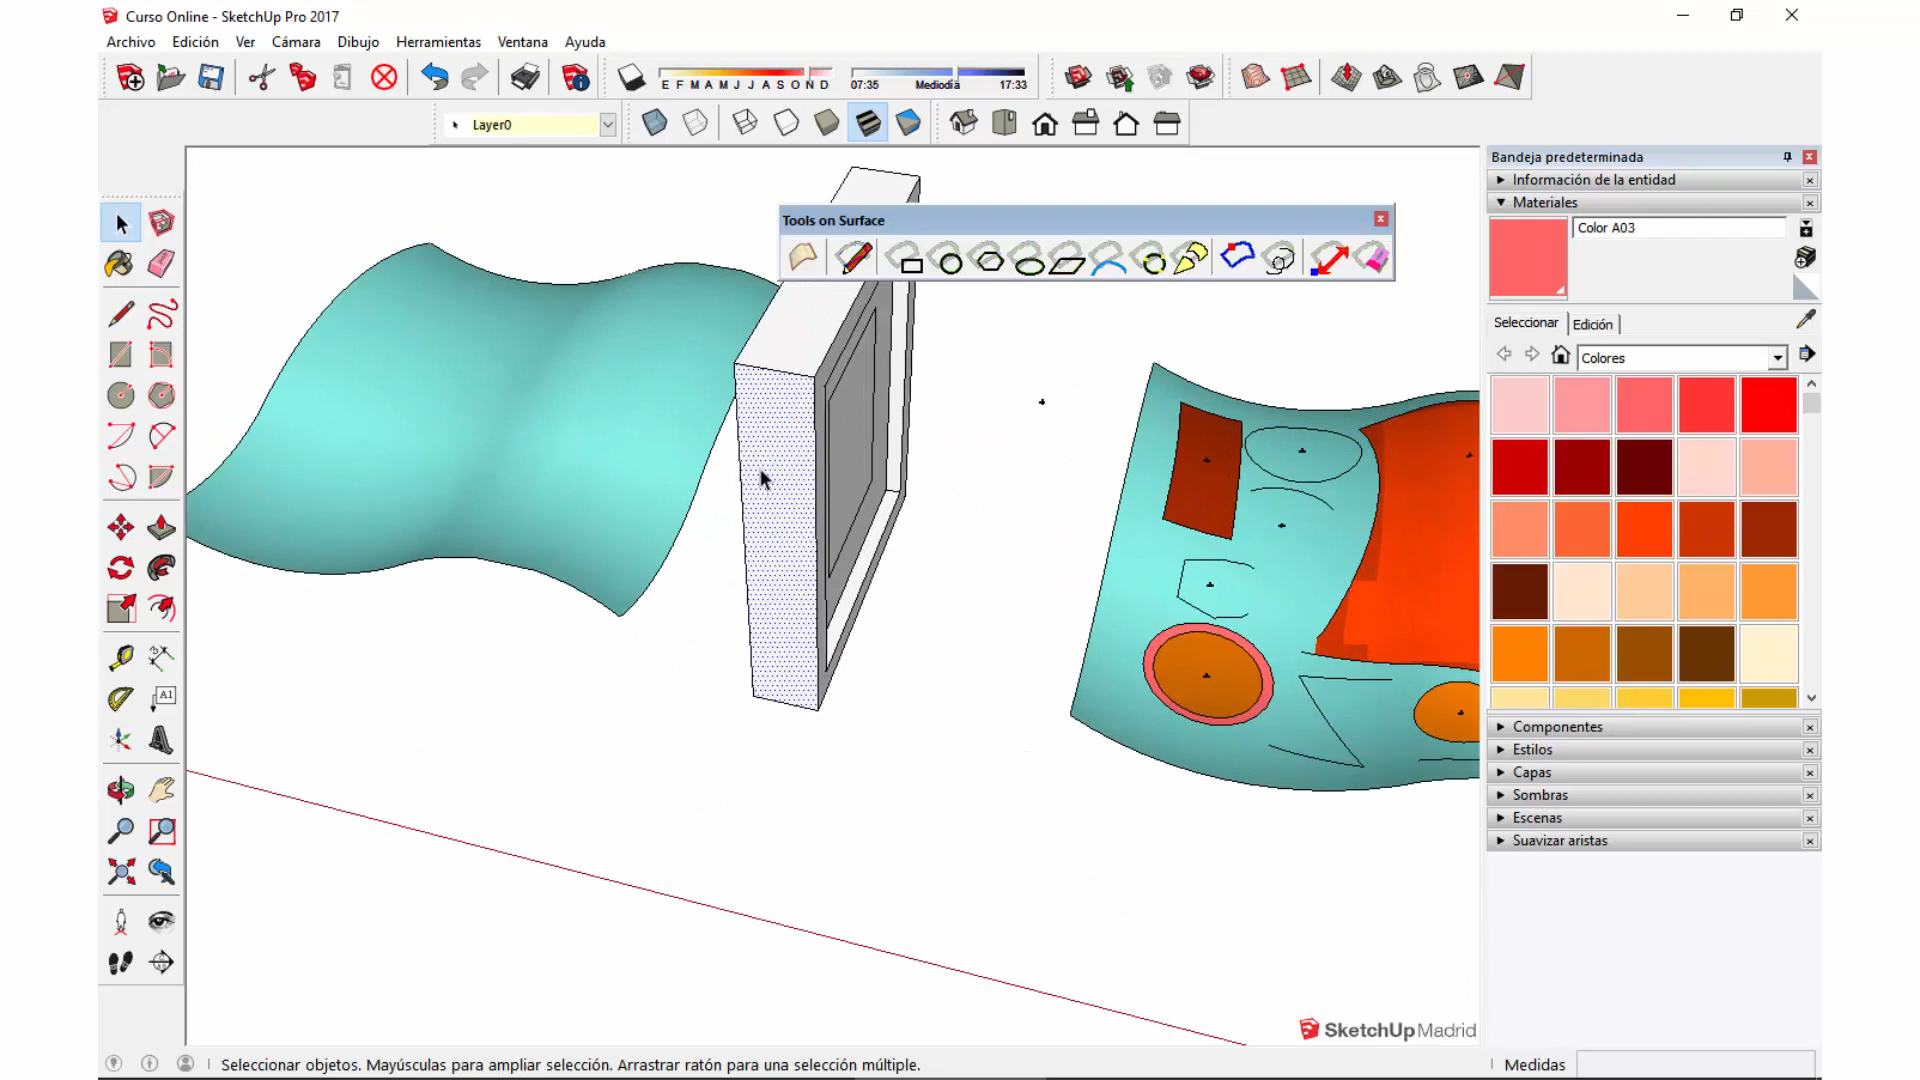 Curso Online - SketchUp Pro 2017
Archivo Edición Ver Cámara Dibujo Herramientas Ventana Ayuda
E F M A M J J A S O N D 07:35 Mediodía 17:33
Layer0
Bandeja predeterminada
Información de la entidad
Materiales
Color A03
Tools on Surface
Seleccionar Edición
Colores
A1
Componentes
Estilos
Capas
Sombras
Escenas
Suavizar aristas
SketchUp Madrid
Seleccionar objetos. Mayúsculas para ampliar selección. Arrastrar ratón para una selección múltiple.
Medidas